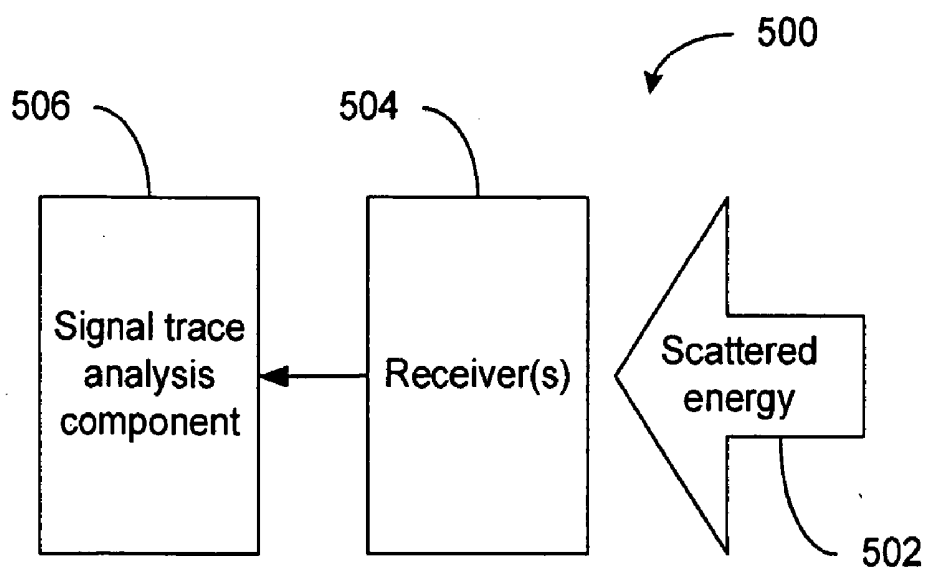 500
506
504
Signal trace
analysis
component
Receiver(s)
Scattered
energy
502